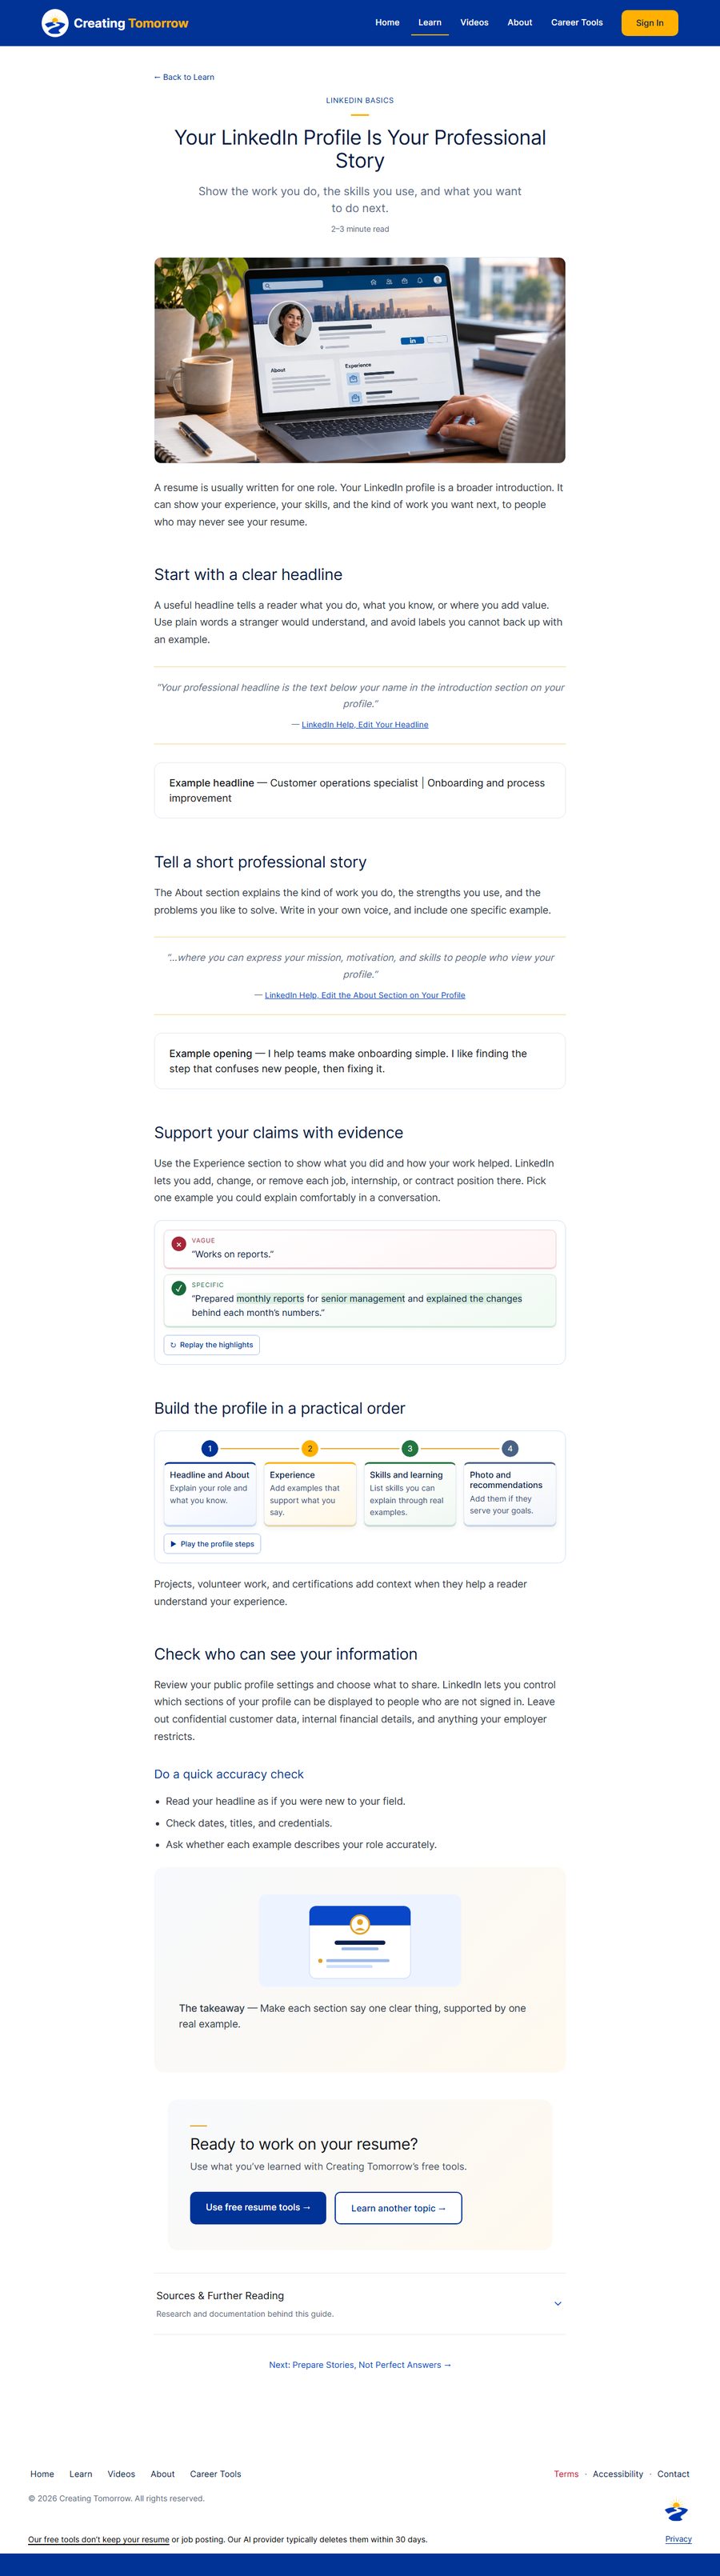 Creating Tomorrow
Home Learn Videos About Career Tools Sign In
← Back to Learn
LINKEDIN BASICS
Your LinkedIn Profile Is Your Professional
Story
Show the work you do, the skills you use, and what you want
to do next.
2–3 minute read
in
About
Experience
A resume is usually written for one role. Your LinkedIn profile is a broader introduction. It
can show your experience, your skills, and the kind of work you want next, to people
who may never see your resume.
Start with a clear headline
A useful headline tells a reader what you do, what you know, or where you add value.
Use plain words a stranger would understand, and avoid labels you cannot back up with
an example.
“Your professional headline is the text below your name in the introduction section on your
profile.”
— LinkedIn Help, Edit Your Headline
Example headline — Customer operations specialist | Onboarding and process
improvement
Tell a short professional story
The About section explains the kind of work you do, the strengths you use, and the
problems you like to solve. Write in your own voice, and include one specific example.
“...where you can express your mission, motivation, and skills to people who view your
profile.”
— LinkedIn Help, Edit the About Section on Your Profile
Example opening — I help teams make onboarding simple. I like finding the
step that confuses new people, then fixing it.
Support your claims with evidence
Use the Experience section to show what you did and how your work helped. LinkedIn
lets you add, change, or remove each job, internship, or contract position there. Pick
one example you could explain comfortably in a conversation.
VAGUE
“Works on reports.”
SPECIFIC
“Prepared monthly reports for senior management and explained the changes
behind each month’s numbers.”
↻ Replay the highlights
Build the profile in a practical order
1 2 3 4
Headline and About
Explain your role and
what you know.
Experience
Add examples that
support what you
say.
Skills and learning
List skills you can
explain through real
examples.
Photo and
recommendations
Add them if they
serve your goals.
▶ Play the profile steps
Projects, volunteer work, and certifications add context when they help a reader
understand your experience.
Check who can see your information
Review your public profile settings and choose what to share. LinkedIn lets you control
which sections of your profile can be displayed to people who are not signed in. Leave
out confidential customer data, internal financial details, and anything your employer
restricts.
Do a quick accuracy check
• Read your headline as if you were new to your field.
• Check dates, titles, and credentials.
• Ask whether each example describes your role accurately.
The takeaway — Make each section say one clear thing, supported by one
real example.
Ready to work on your resume?
Use what you’ve learned with Creating Tomorrow’s free tools.
Use free resume tools → Learn another topic →
Sources & Further Reading
Research and documentation behind this guide.
Next: Prepare Stories, Not Perfect Answers →
Home Learn Videos About Career Tools Terms · Accessibility · Contact
© 2026 Creating Tomorrow. All rights reserved.
Our free tools don’t keep your resume or job posting. Our AI provider typically deletes them within 30 days.
Privacy